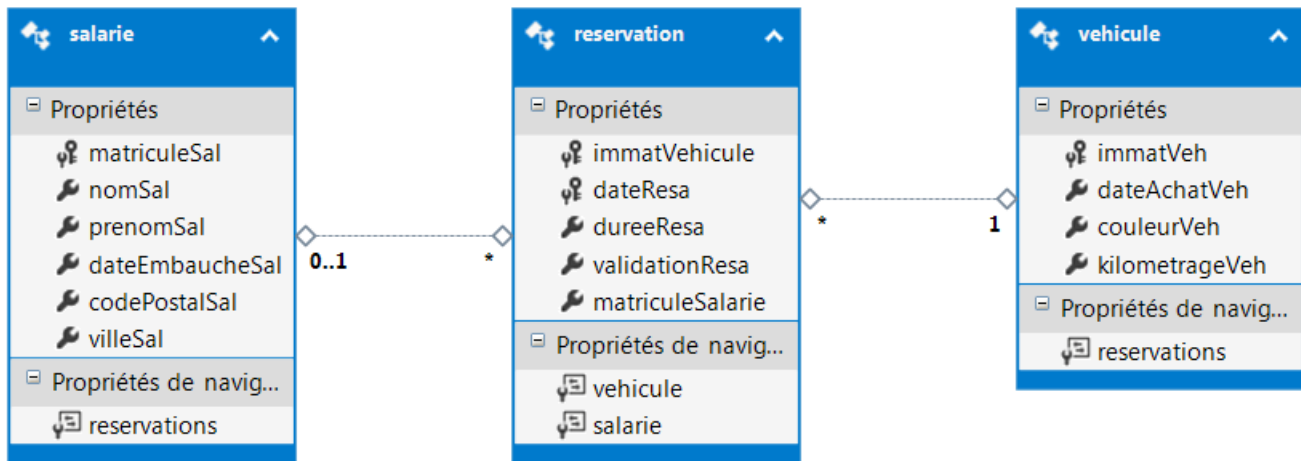 salarie
Propriétés
matriculeSal
nomSal
prenomSal
dateEmbaucheSal
codePostalSal
villeSal
Propriétés de navig...
reservations
0..1
*
reservation
Propriétés
immatVehicule
dateResa
dureeResa
validationResa
matriculeSalarie
Propriétés de navig...
vehicule
salarie
*
1
vehicule
Propriétés
immatVeh
dateAchatVeh
couleurVeh
kilometrageVeh
Propriétés de navig...
reservations